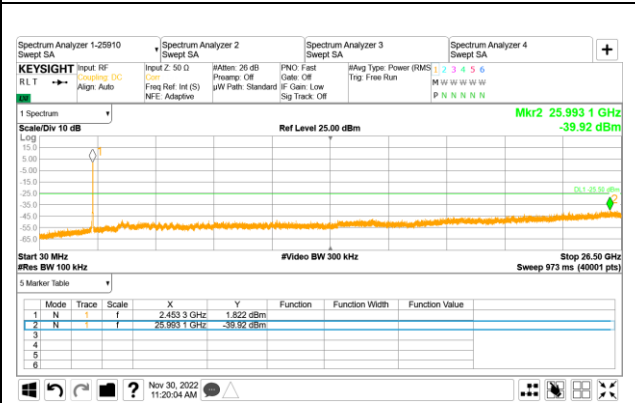 Spectrum Analyzer 1-25910
Swept SA
Spectrum Analyzer 2
Swept SA
Spectrum Analyzer 3
Swept SA
Spectrum Analyzer 4
Swept SA
+
KEYSIGHT
RLT
Input: RF
Coupling: DC
Align: Auto
Input Z: 50 Ω
Corr
Freq Ref: Int (S)
NFE: Adaptive
#Atten: 26 dB
Preamp: Off
µW Path: Standard
PNO: Fast
Gate: Off
IF Gain: Low
Sig Track: Off
#Avg Type: Power (RMS
Trig: Free Run
1 2 3 4 5 6
M W W W W W
P N N N N N
1 Spectrum
Mkr2 25.993 1 GHz
Scale/Div 10 dB
Ref Level 25.00 dBm
-39.92 dBm
Log
15.0
5.00
-5.00
-15.0
-25.0
-35.0
-45.0
-55.0
-65.0
1
DL1 -25.50 dBm
2
Start 30 MHz
#Video BW 300 kHz
Stop 26.50 GHz
#Res BW 100 kHz
Sweep 973 ms (40001 pts)
5 Marker Table
Mode Trace Scale X Y Function Function Width Function Value
1 N 1 f 2.453 3 GHz 1.822 dBm
2 N 1 f 25.993 1 GHz -39.92 dBm
3
4
5
6
?
Nov 30, 2022
11:20:04 AM